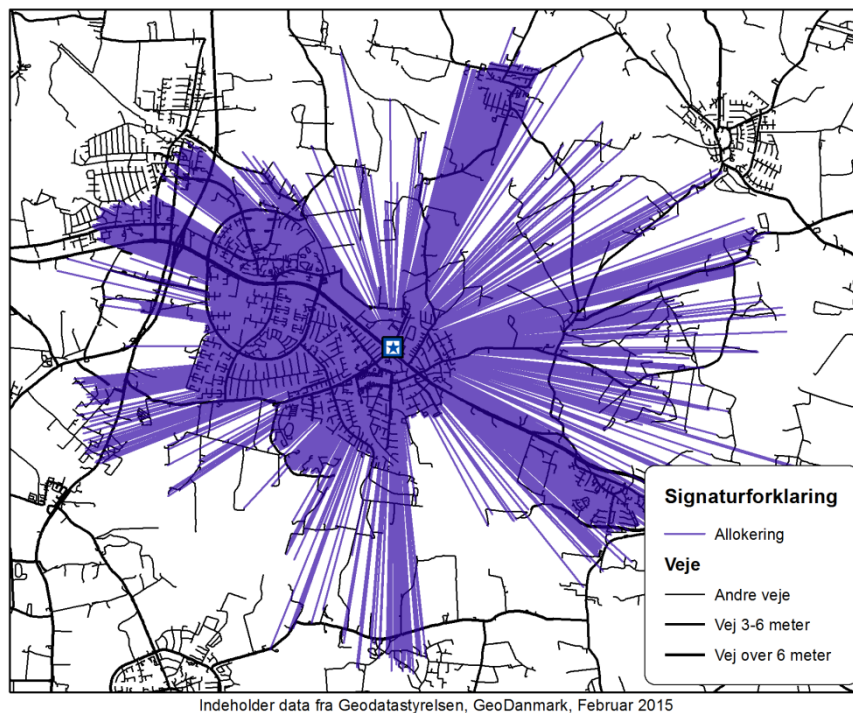 Signaturforklaring
Allokering
Veje
Andre veje
Vej 3-6 meter
Vej over 6 meter
Indeholder data fra Geodatastyrelsen, GeoDanmark, Februar 2015